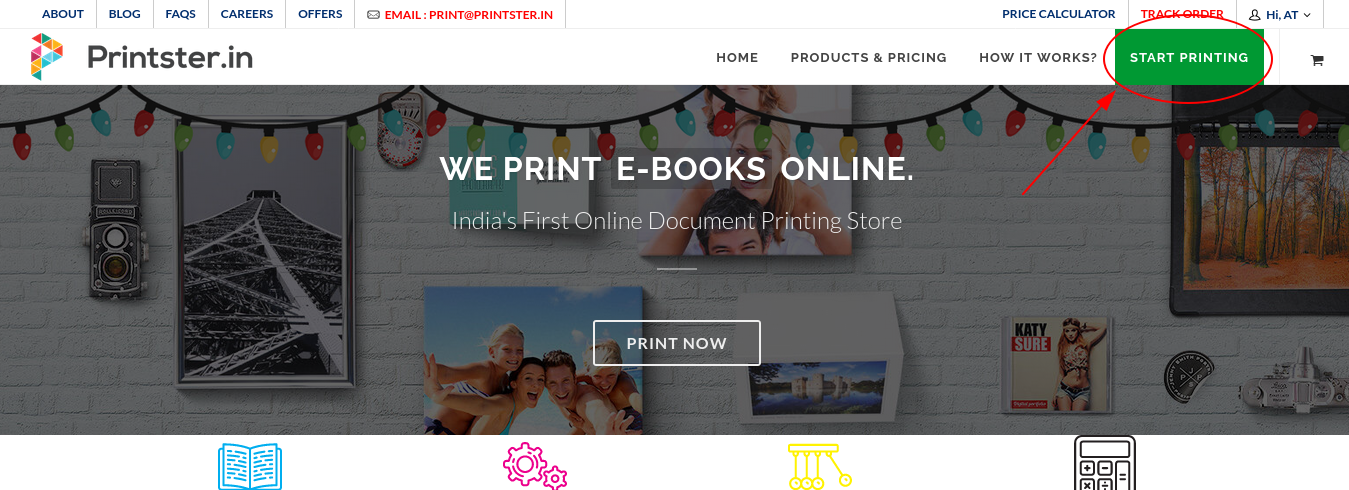 ABOUT BLOG FAQS CAREERS OFFERS EMAIL : PRINT@PRINTSTER.IN PRICE CALCULATOR TRACK ORDER Hi, AT
Printster.in HOME PRODUCTS & PRICING HOW IT WORKS? START PRINTING
WE PRINT E-BOOKS ONLINE.
India's First Online Document Printing Store
PRINT NOW
KATY
SURE